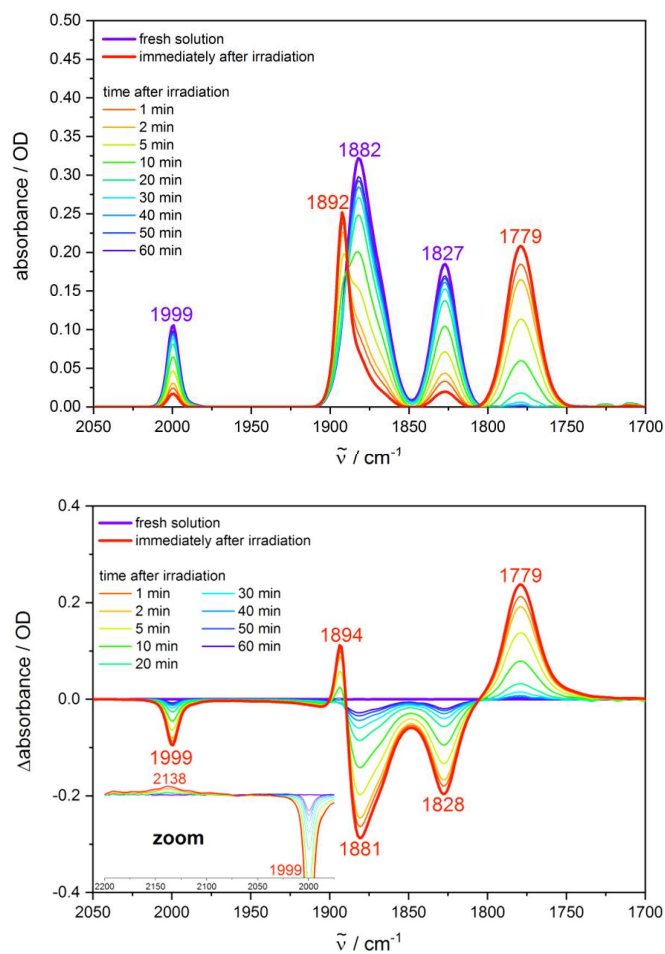 0.50
0.45
0.40
0.35
0.30
0.25
0.20
0.15
0.10
0.05
0.00
absorbance / OD
fresh solution
immediately after irradiation
time after irradiation
1 min
2 min
5 min
10 min
20 min
30 min
40 min
50 min
60 min
1999
1892
1882
1827
1779
2050 2000 1950 1900 1850 1800 1750 1700
ν̃ / cm⁻¹
0.4
0.2
0.0
-0.2
-0.4
Δabsorbance / OD
fresh solution
immediately after irradiation
time after irradiation
1 min 30 min
2 min 40 min
5 min 50 min
10 min 60 min
20 min
1779
1894
1999
2138
zoom
1999
1881
1828
2200 2150 2100 2050 2000
2050 2000 1950 1900 1850 1800 1750 1700
ν̃ / cm⁻¹